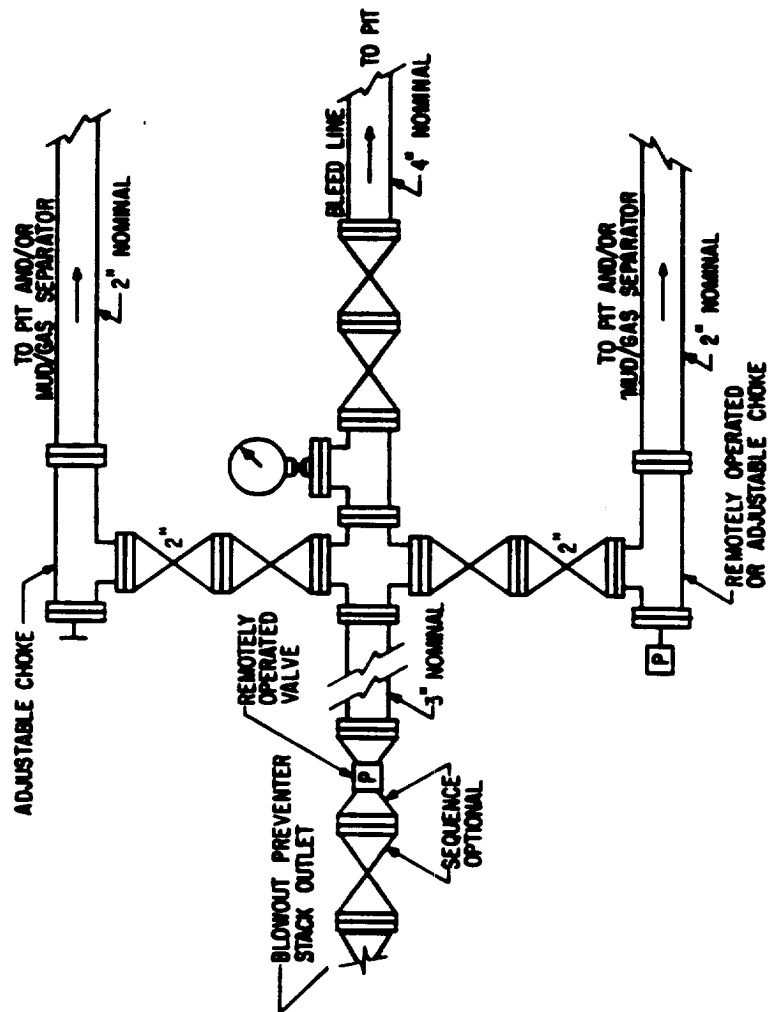 ADJUSTABLE CHOKE
TO PIT AND/OR
MUD/GAS SEPARATOR
2" NOMINAL
2"
BLOWOUT PREVENTER
STACK OUTLET
REMOTELY
OPERATED
VALVE
P
SEQUENCE-
OPTIONAL
3" NOMINAL
BLEED LINE
TO PIT
4" NOMINAL
2"
P
TO PIT AND/OR
MUD/GAS SEPARATOR
2" NOMINAL
REMOTELY OPERATED
OR ADJUSTABLE CHOKE